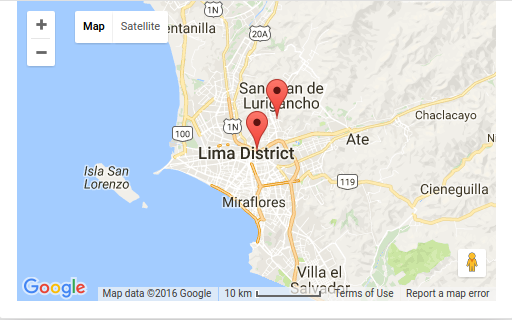 +
−
Map
Satellite
entanilla
1N
20A
San Juan de
Lurigancho
Chaclacayo
100
1N
Ate
Lima District
Isla San
Lorenzo
119
Cieneguilla
Miraflores
Villa el
Salvador
Google
Map data ©2016 Google
10 km
Terms of Use
Report a map error